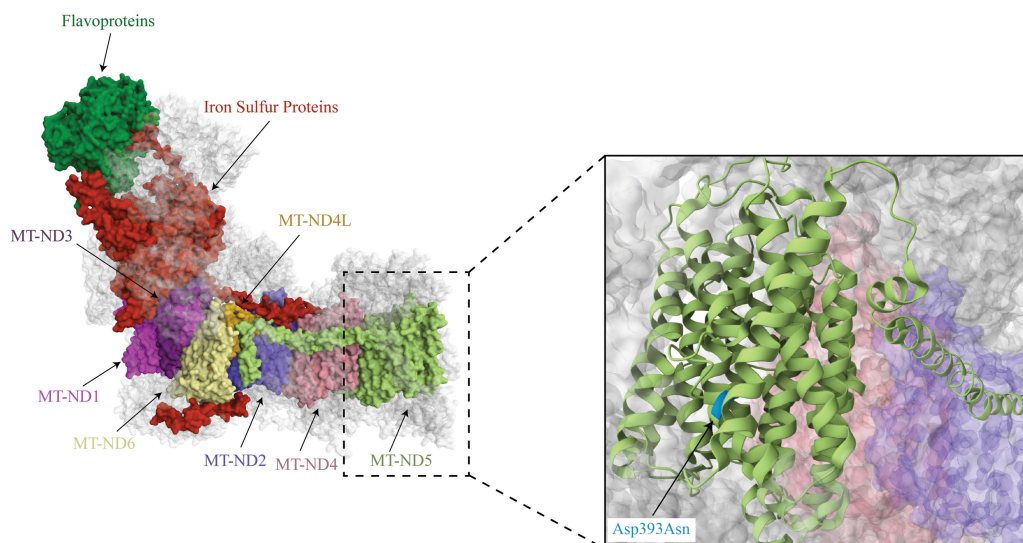 Flavoproteins
Iron Sulfur Proteins
MT-ND4L
MT-ND3
MT-ND1
MT-ND6
MT-ND2
MT-ND4
MT-ND5
Asp393Asn